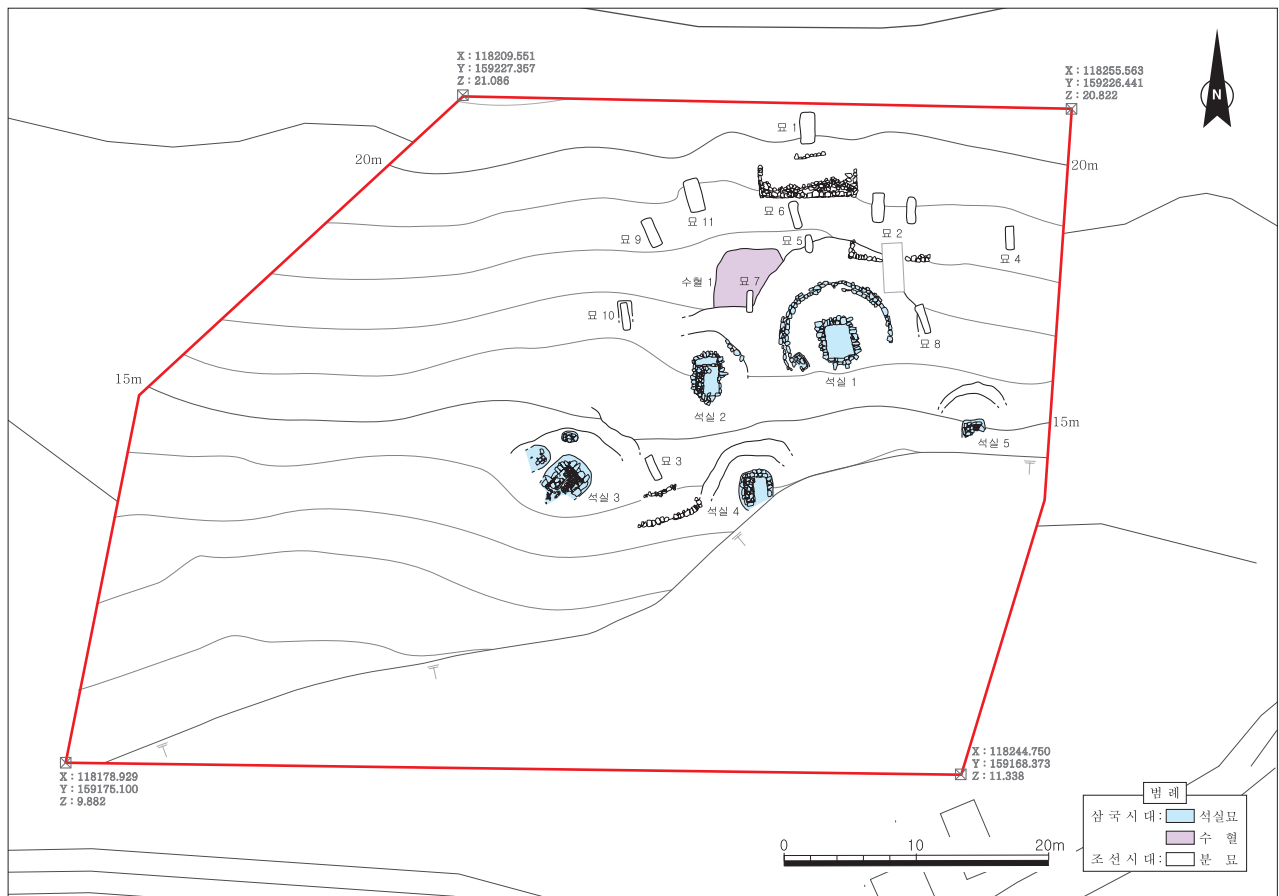 X : 118209.551
Y : 159227.357
Z : 21.086
X : 118255.563
Y : 159226.441
Z : 20.822
N
묘 1
20m
20m
묘 6
묘 11
묘 2
묘 9
묘 5
묘 4
수혈 1
묘 7
묘 10
묘 8
15m
석실 1
석실 2
15m
석실 5
묘 3
석실 3
석실 4
X : 118244.750
Y : 159168.373
Z : 11.338
X : 118178.929
Y : 159175.100
Z : 9.882
범 례
삼 국 시 대 : 석실묘
수 혈
조 선 시 대 : 분 묘
0 10 20m